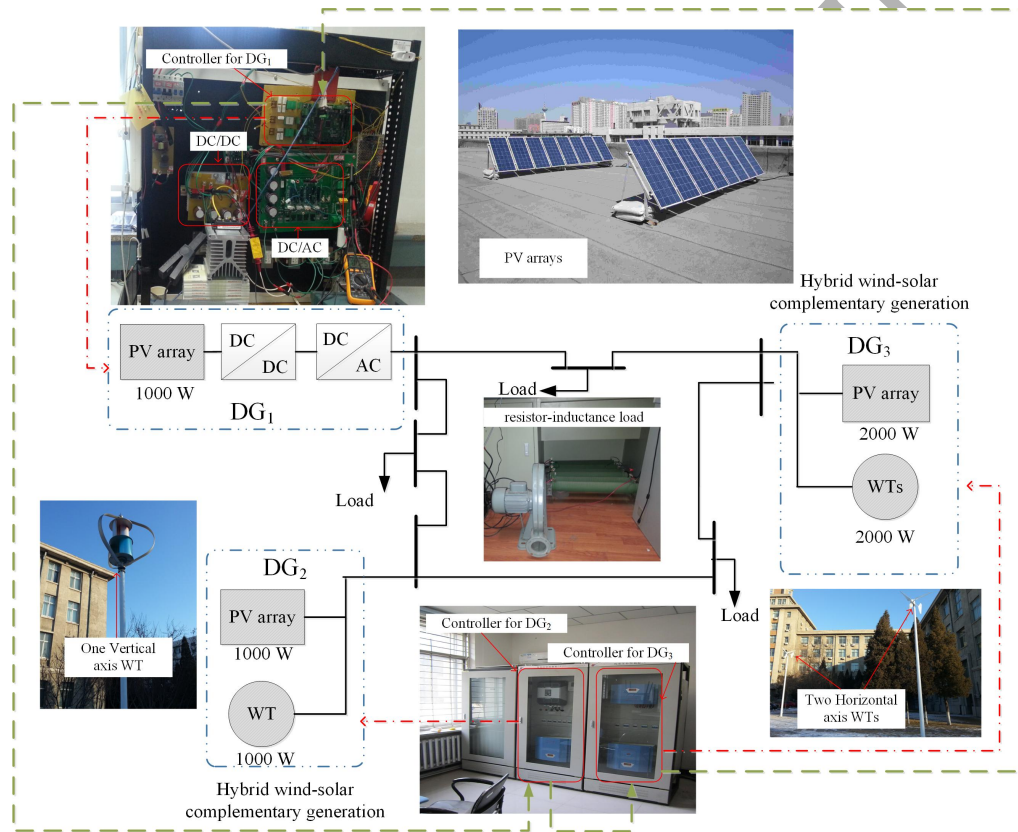 Controller for DG1
DC/DC
DC/AC
PV arrays
Hybrid wind-solar
complementary generation
PV array
1000 W
DC
DC
DC
AC
DG1
DG3
PV array
2000 W
WTs
2000 W
Load
resistor-inductance load
Load
One Vertical
axis WT
DG2
PV array
1000 W
WT
1000 W
Hybrid wind-solar
complementary generation
Controller for DG2
Controller for DG3
Load
Two Horizontal
axis WTs